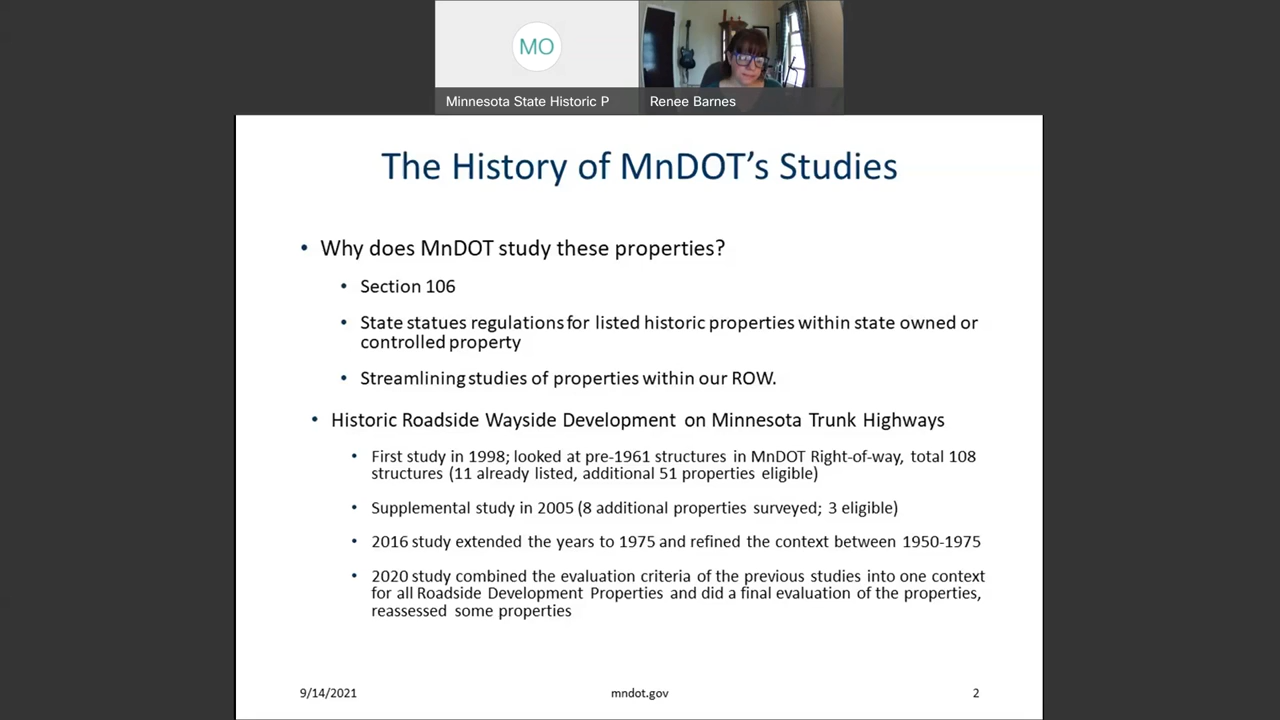 MO
Minnesota State Historic P
Renee Barnes
The History of MnDOT's Studies
• Why does MnDOT study these properties?
• Section 106
• State statues regulations for listed historic properties within state owned or
controlled property
• Streamlining studies of properties within our ROW.
• Historic Roadside Wayside Development on Minnesota Trunk Highways
• First study in 1998; looked at pre-1961 structures in MnDOT Right-of-way, total 108
structures (11 already listed, additional 51 properties eligible)
• Supplemental study in 2005 (8 additional properties surveyed; 3 eligible)
• 2016 study extended the years to 1975 and refined the context between 1950-1975
• 2020 study combined the evaluation criteria of the previous studies into one context
for all Roadside Development Properties and did a final evaluation of the properties,
reassessed some properties
9/14/2021
mndot.gov
2